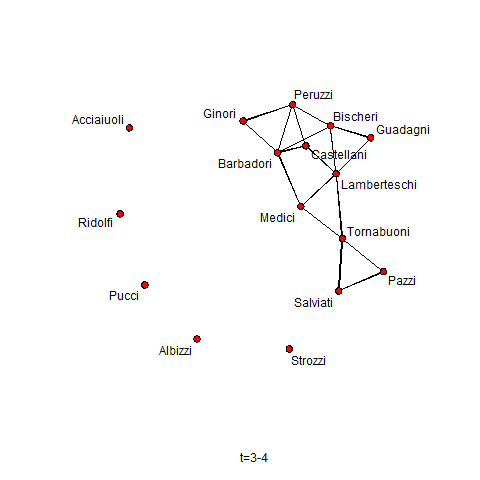 Peruzzi
Ginori
Bischeri
Acciaiuoli
Guadagni
Castellani
Barbadori
Lamberteschi
Medici
Ridolfi
Tornabuoni
Pazzi
Pucci
Salviati
Albizzi
Strozzi
t=3-4